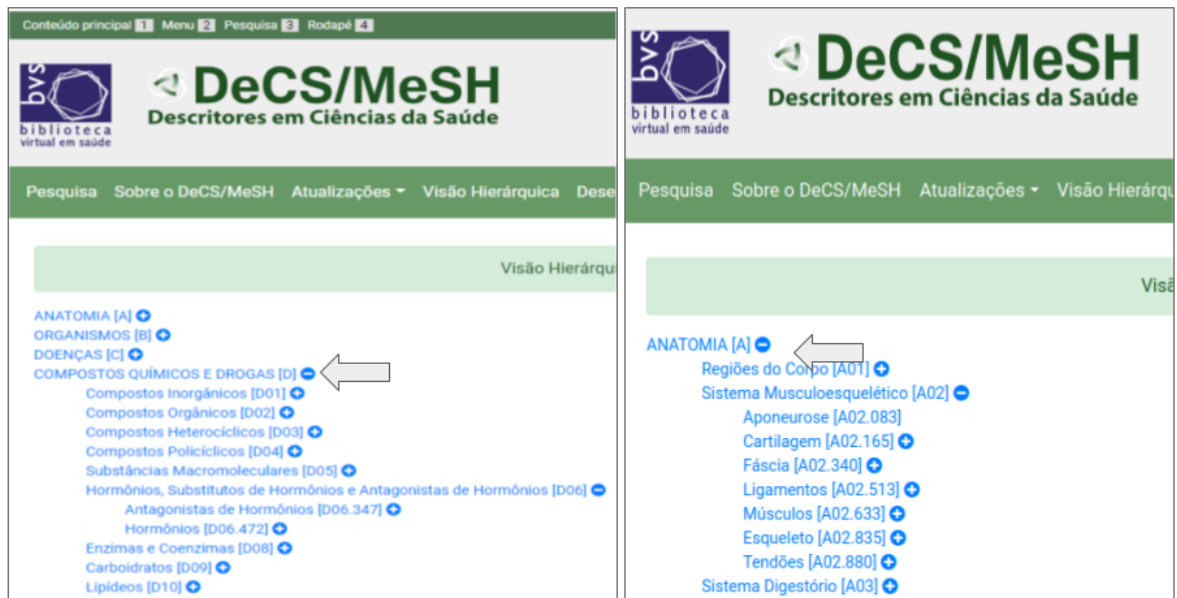 Conteúdo principal 1 Menu 2 Pesquisa 3 Rodapé 4
bvs
biblioteca
virtual em saúde
DeCS/MeSH
Descritores em Ciências da Saúde
Pesquisa Sobre o DeCS/MeSH Atualizações Visão Hierárquica Dese
Visão Hierárqui
ANATOMIA [A]
ORGANISMOS [B]
DOENÇAS [C]
COMPOSTOS QUÍMICOS E DROGAS [D]
Compostos Inorgânicos [D01]
Compostos Orgânicos [D02]
Compostos Heterocíclicos [D03]
Compostos Policíclicos [D04]
Substâncias Macromoleculares [D05]
Hormônios, Substitutos de Hormônios e Antagonistas de Hormônios [D06]
Antagonistas de Hormônios [D06.347]
Hormônios [D06.472]
Enzimas e Coenzimas [D08]
Carboidratos [D09]
Lipídeos [D10]
bvs
biblioteca
virtual em saúde
DeCS/MeSH
Descritores em Ciências da Saúde
Pesquisa Sobre o DeCS/MeSH Atualizações Visão Hierárqu
Visã
ANATOMIA [A]
Regiões do Corpo [A01]
Sistema Musculoesquelético [A02]
Aponeurose [A02.083]
Cartilagem [A02.165]
Fáscia [A02.340]
Ligamentos [A02.513]
Músculos [A02.633]
Esqueleto [A02.835]
Tendões [A02.880]
Sistema Digestório [A03]